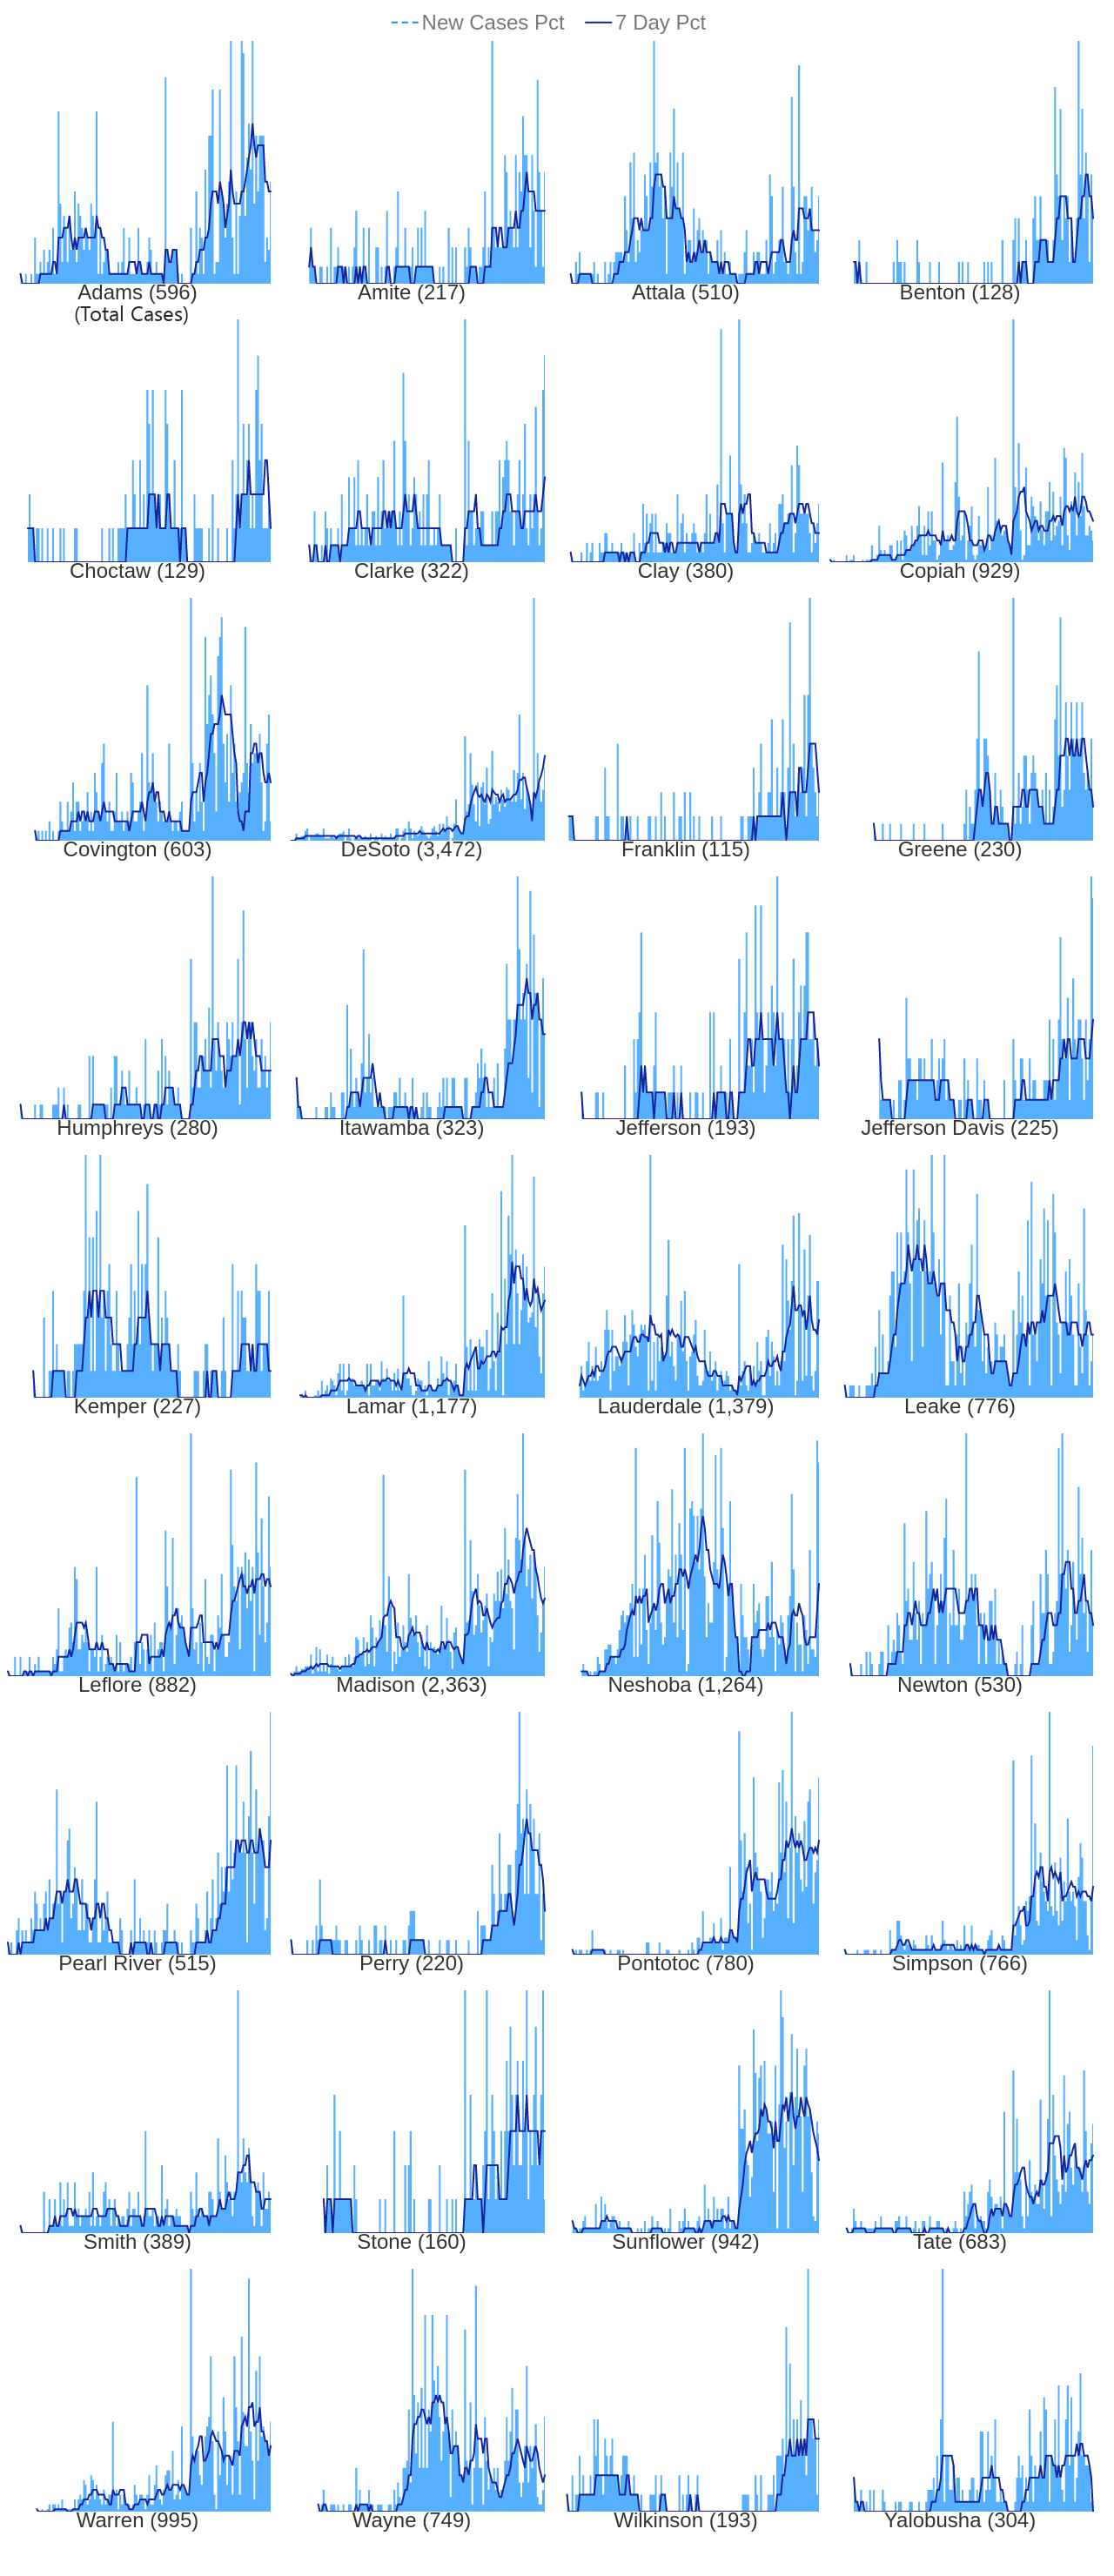 New Cases Pct 7 Day Pct
Adams (596) Amite (217) Attala (510) Benton (128)
(Total Cases)
Choctaw (129) Clarke (322) Clay (380) Copiah (929)
Covington (603) DeSoto (3,472) Franklin (115) Greene (230)
Humphreys (280) Itawamba (323) Jefferson (193) Jefferson Davis (225)
Kemper (227) Lamar (1,177) Lauderdale (1,379) Leake (776)
Leflore (882) Madison (2,363) Neshoba (1,264) Newton (530)
Pearl River (515) Perry (220) Pontotoc (780) Simpson (766)
Smith (389) Stone (160) Sunflower (942) Tate (683)
Warren (995) Wayne (749) Wilkinson (193) Yalobusha (304)